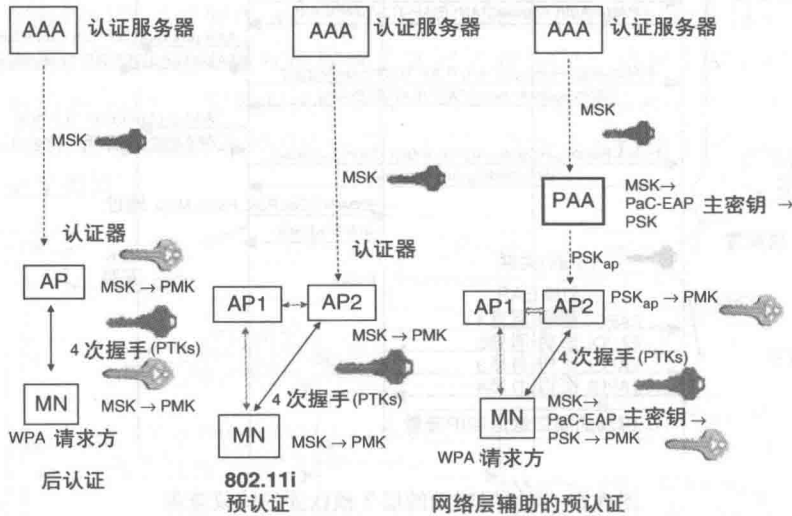 AAA 认证服务器
MSK
认证器
AP
MSK → PMK
4 次握手(PTKs)
MN
MSK → PMK
WPA 请求方
后认证
AAA 认证服务器
MSK
认证器
AP1
AP2
MSK → PMK
4 次握手(PTKs)
MN
MSK → PMK
802.11i
预认证
AAA 认证服务器
MSK
PAA
MSK→
PaC-EAP 主密钥 →
PSK
PSKap
AP1
AP2
PSKap → PMK
4 次握手(PTKs)
MN
MSK→
PaC-EAP 主密钥 →
PSK → PMK
WPA 请求方
网络层辅助的预认证